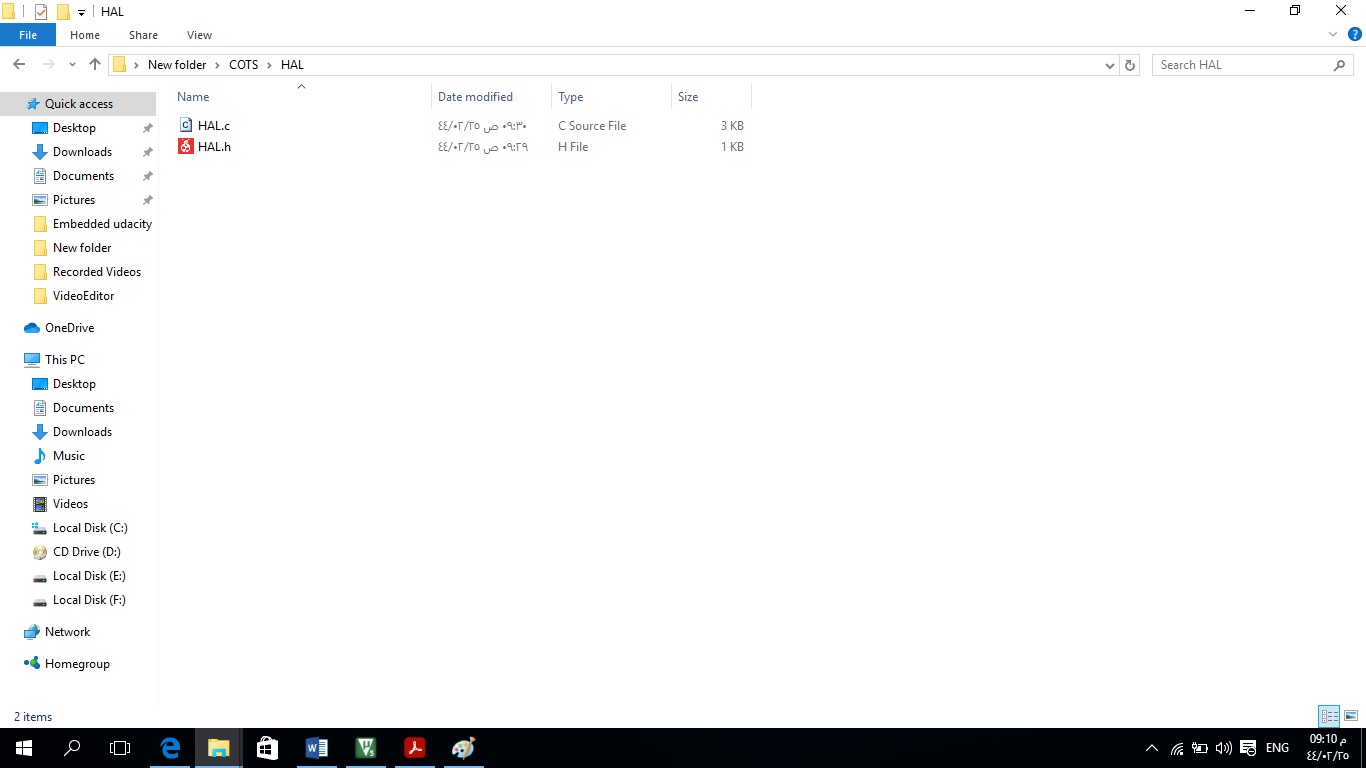 HAL
File Home Share View
New folder COTS HAL
Search HAL
Name Date modified Type Size
HAL.c ٤٤/٠٢/٢٥ ص ٠٩:٣٠ C Source File 3 KB
HAL.h ٤٤/٠٢/٢٥ ص ٠٩:٢٩ H File 1 KB
Quick access
Desktop
Downloads
Documents
Pictures
Embedded udacity
New folder
Recorded Videos
VideoEditor
OneDrive
This PC
Desktop
Documents
Downloads
Music
Pictures
Videos
Local Disk (C:)
CD Drive (D:)
Local Disk (E:)
Local Disk (F:)
Network
Homegroup
2 items
ENG
09:10 م
٤٤/٠٢/٢٥